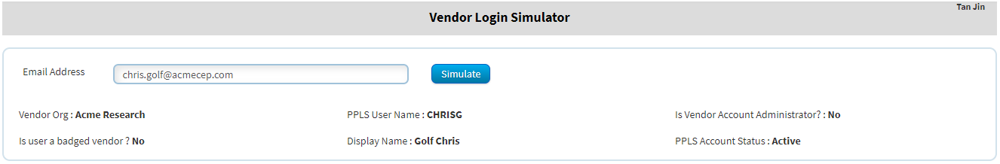 Tan Jin
Vendor Login Simulator
Email Address chris.golf@acmecep.com Simulate
Vendor Org : Acme Research PPLS User Name : CHRISG Is Vendor Account Administrator? : No
Is user a badged vendor ? No Display Name : Golf Chris PPLS Account Status : Active